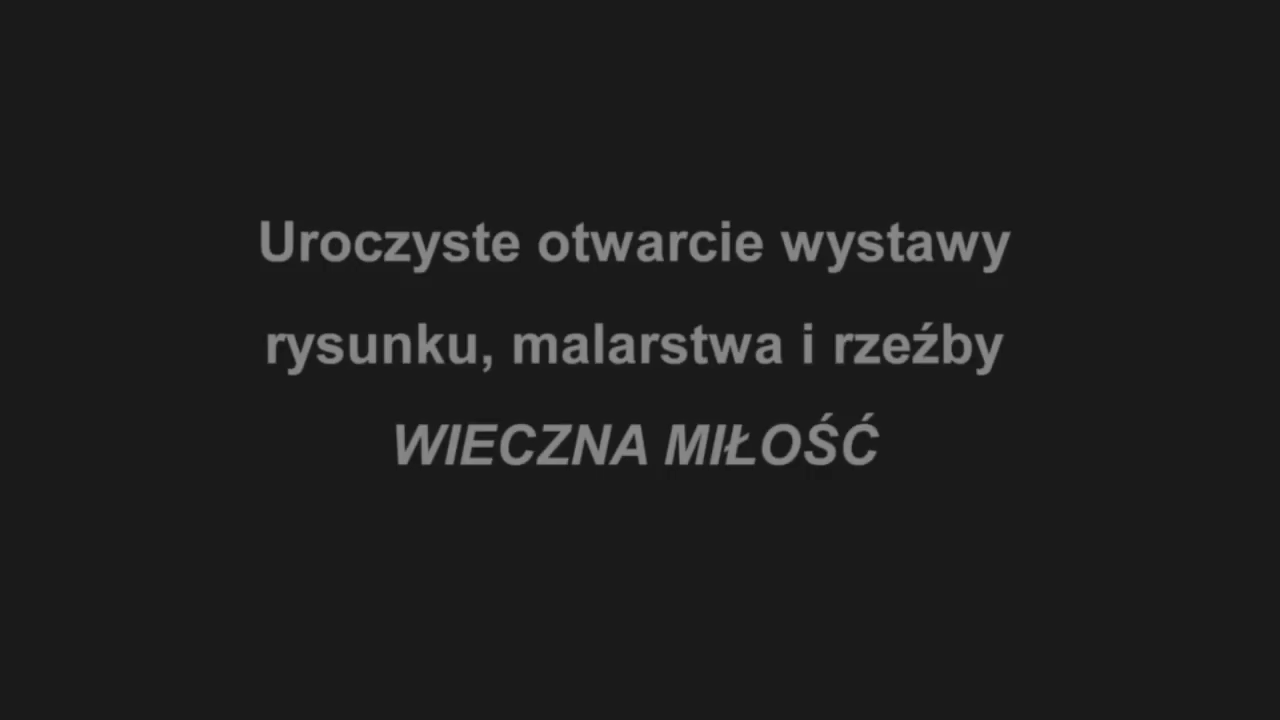 Uroczyste otwarcie wystawy
rysunku, malarstwa i rzeźby
WIECZNA MIŁOŚĆ